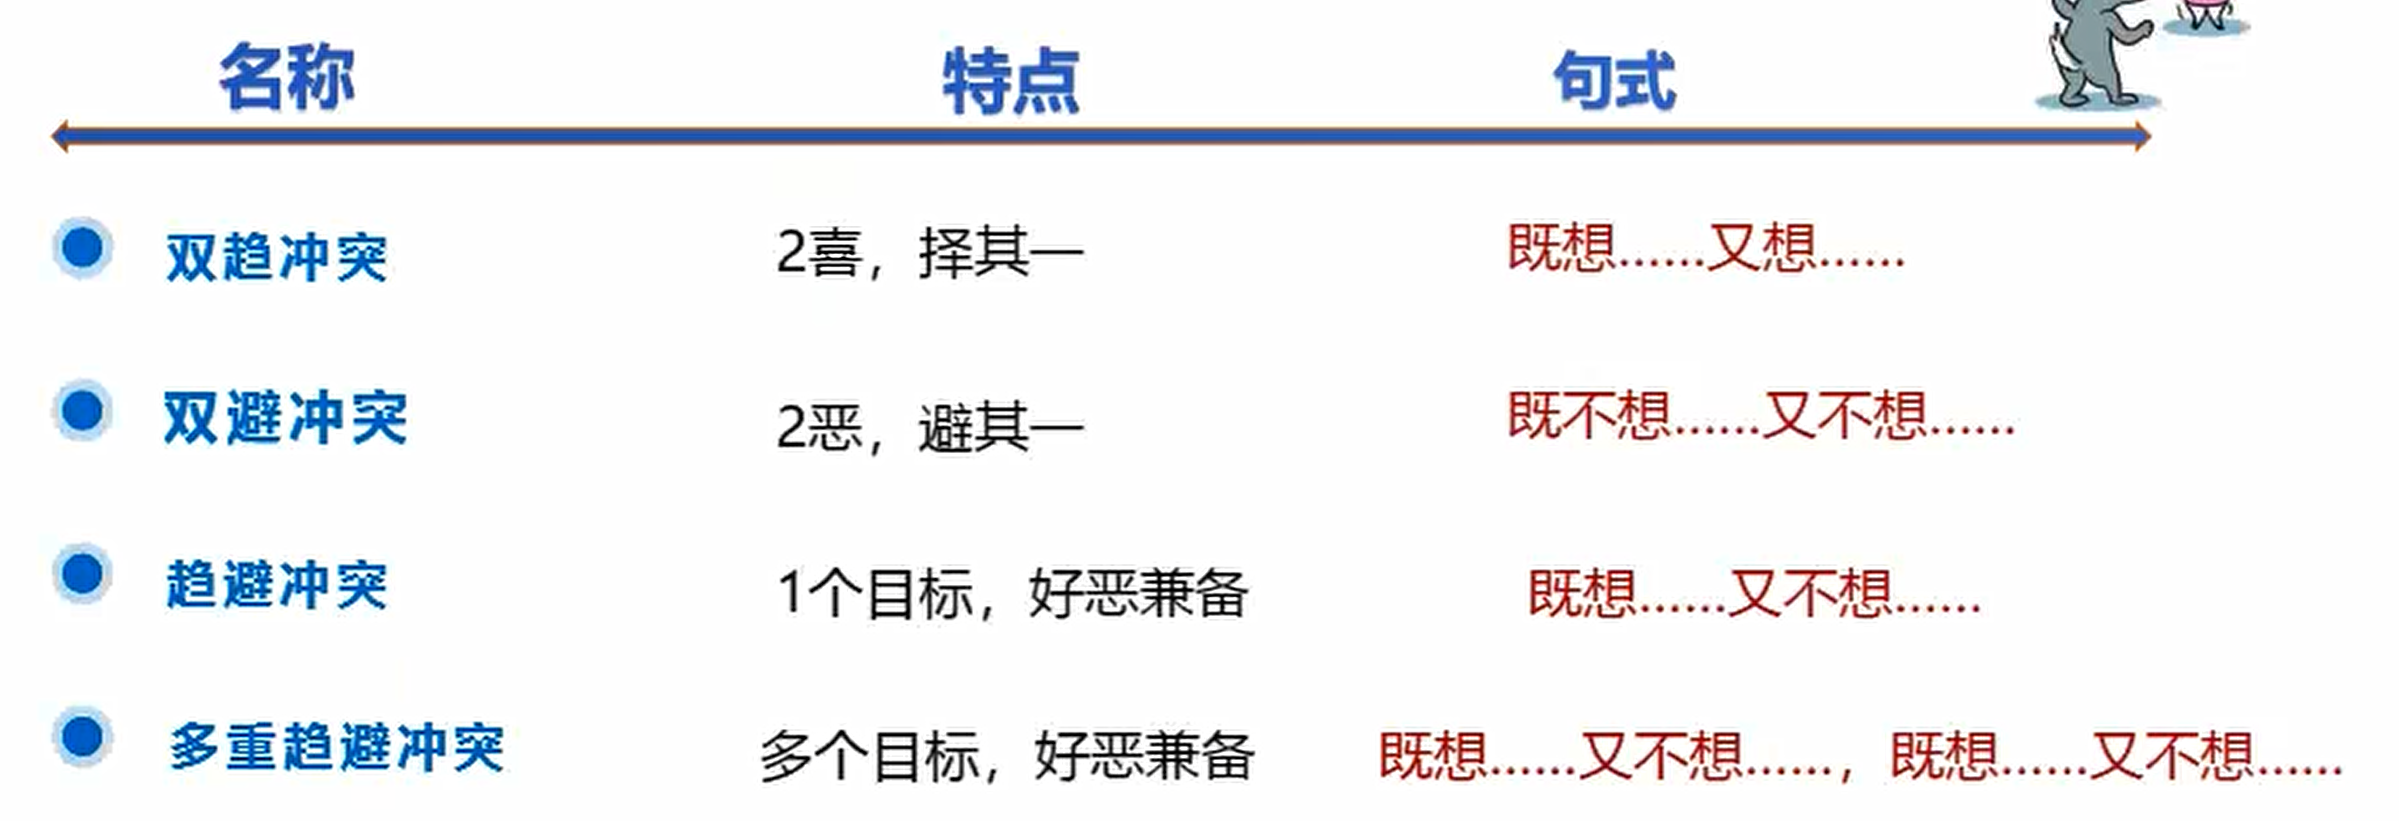 名称 特点 句式
双趋冲突 2喜，择其一 既想……又想……
双避冲突 2恶，避其一 既不想……又不想……
趋避冲突 1个目标，好恶兼备 既想……又不想……
多重趋避冲突 多个目标，好恶兼备 既想……又不想……，既想……又不想……